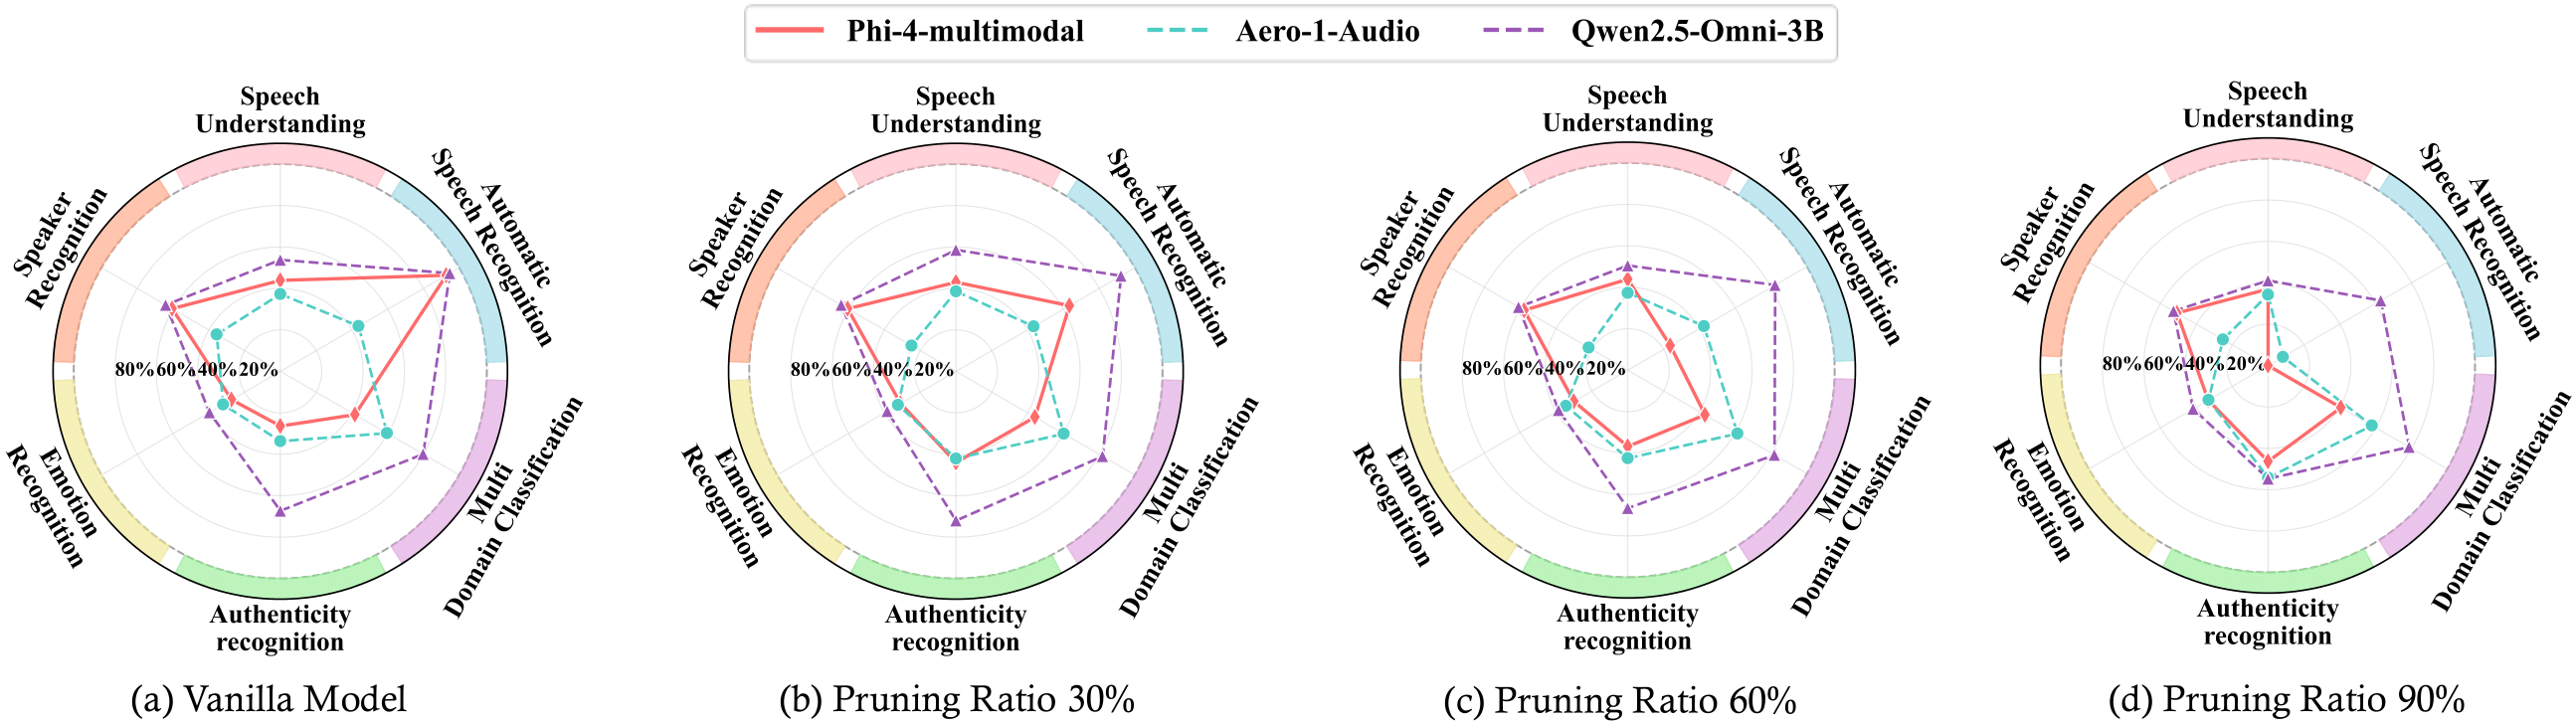 Phi-4-multimodal Aero-1-Audio Qwen2.5-Omni-3B
Speech
Understanding
Automatic
Speech Recognition
Multi
Domain Classification
Authenticity
recognition
Emotion
Recognition
Speaker
Recognition
80% 60% 40% 20%
(a) Vanilla Model
Speech
Understanding
Automatic
Speech Recognition
Multi
Domain Classification
Authenticity
recognition
Emotion
Recognition
Speaker
Recognition
80% 60% 40% 20%
(b) Pruning Ratio 30%
Speech
Understanding
Automatic
Speech Recognition
Multi
Domain Classification
Authenticity
recognition
Emotion
Recognition
Speaker
Recognition
80% 60% 40% 20%
(c) Pruning Ratio 60%
Speech
Understanding
Automatic
Speech Recognition
Multi
Domain Classification
Authenticity
recognition
Emotion
Recognition
Speaker
Recognition
80% 60% 40% 20%
(d) Pruning Ratio 90%